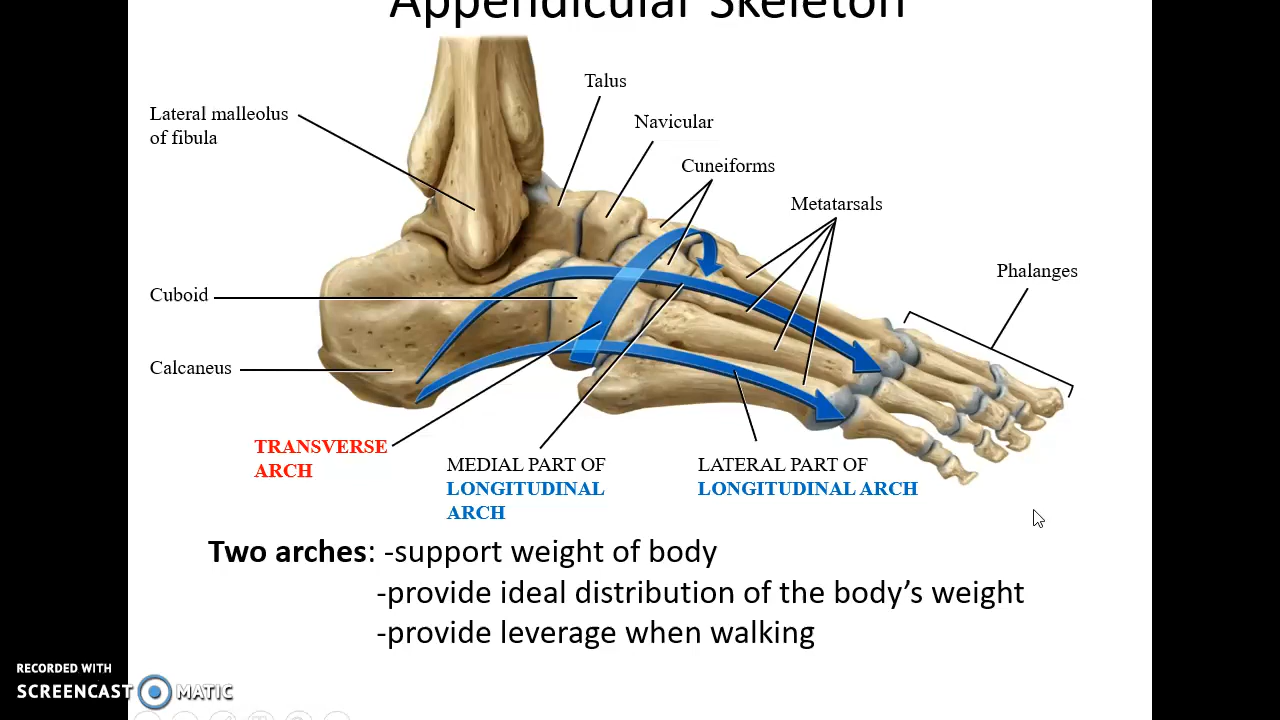 Appendicular Skeleton
Talus
Lateral malleolus
of fibula
Navicular
Cuneiforms
Metatarsals
Phalanges
Cuboid
Calcaneus
TRANSVERSE
ARCH
MEDIAL PART OF
LONGITUDINAL
ARCH
LATERAL PART OF
LONGITUDINAL ARCH
Two arches: -support weight of body
-provide ideal distribution of the body’s weight
-provide leverage when walking
RECORDED WITH
SCREENCAST MATIC